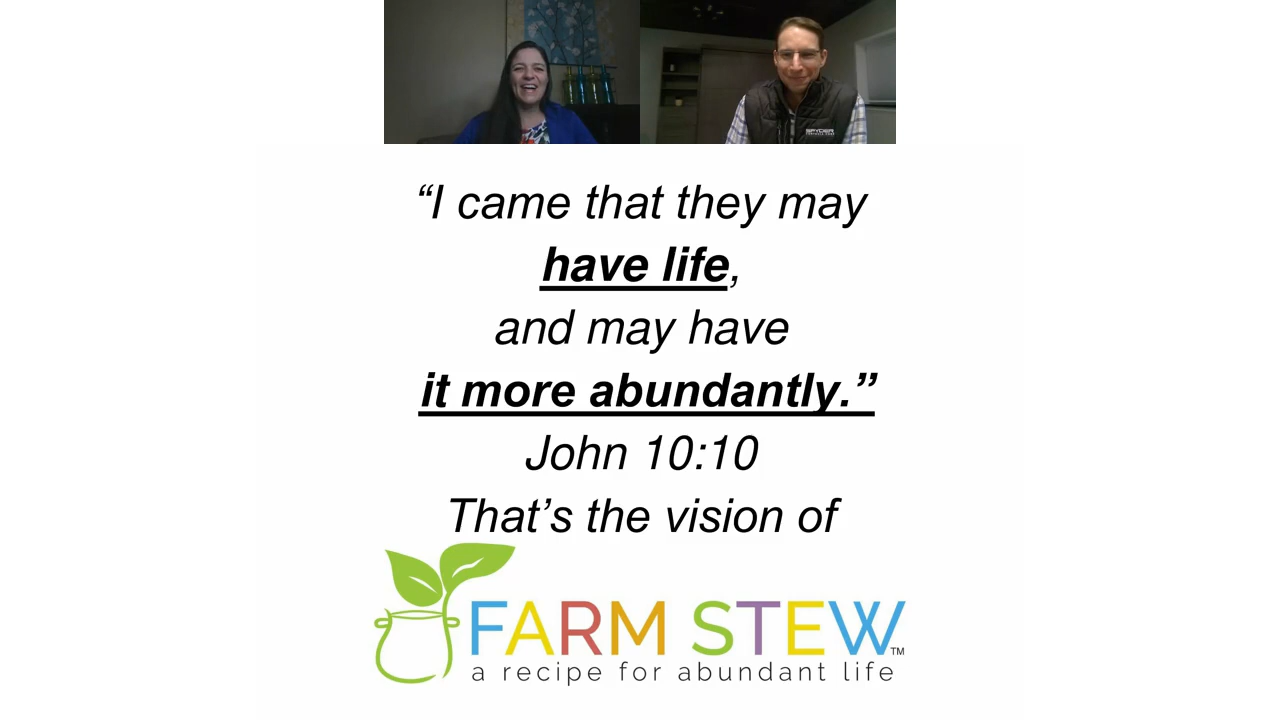 SPYDER
“I came that they may
have life,
and may have
it more abundantly.”
John 10:10
That’s the vision of
FARM STEW™
a recipe for abundant life